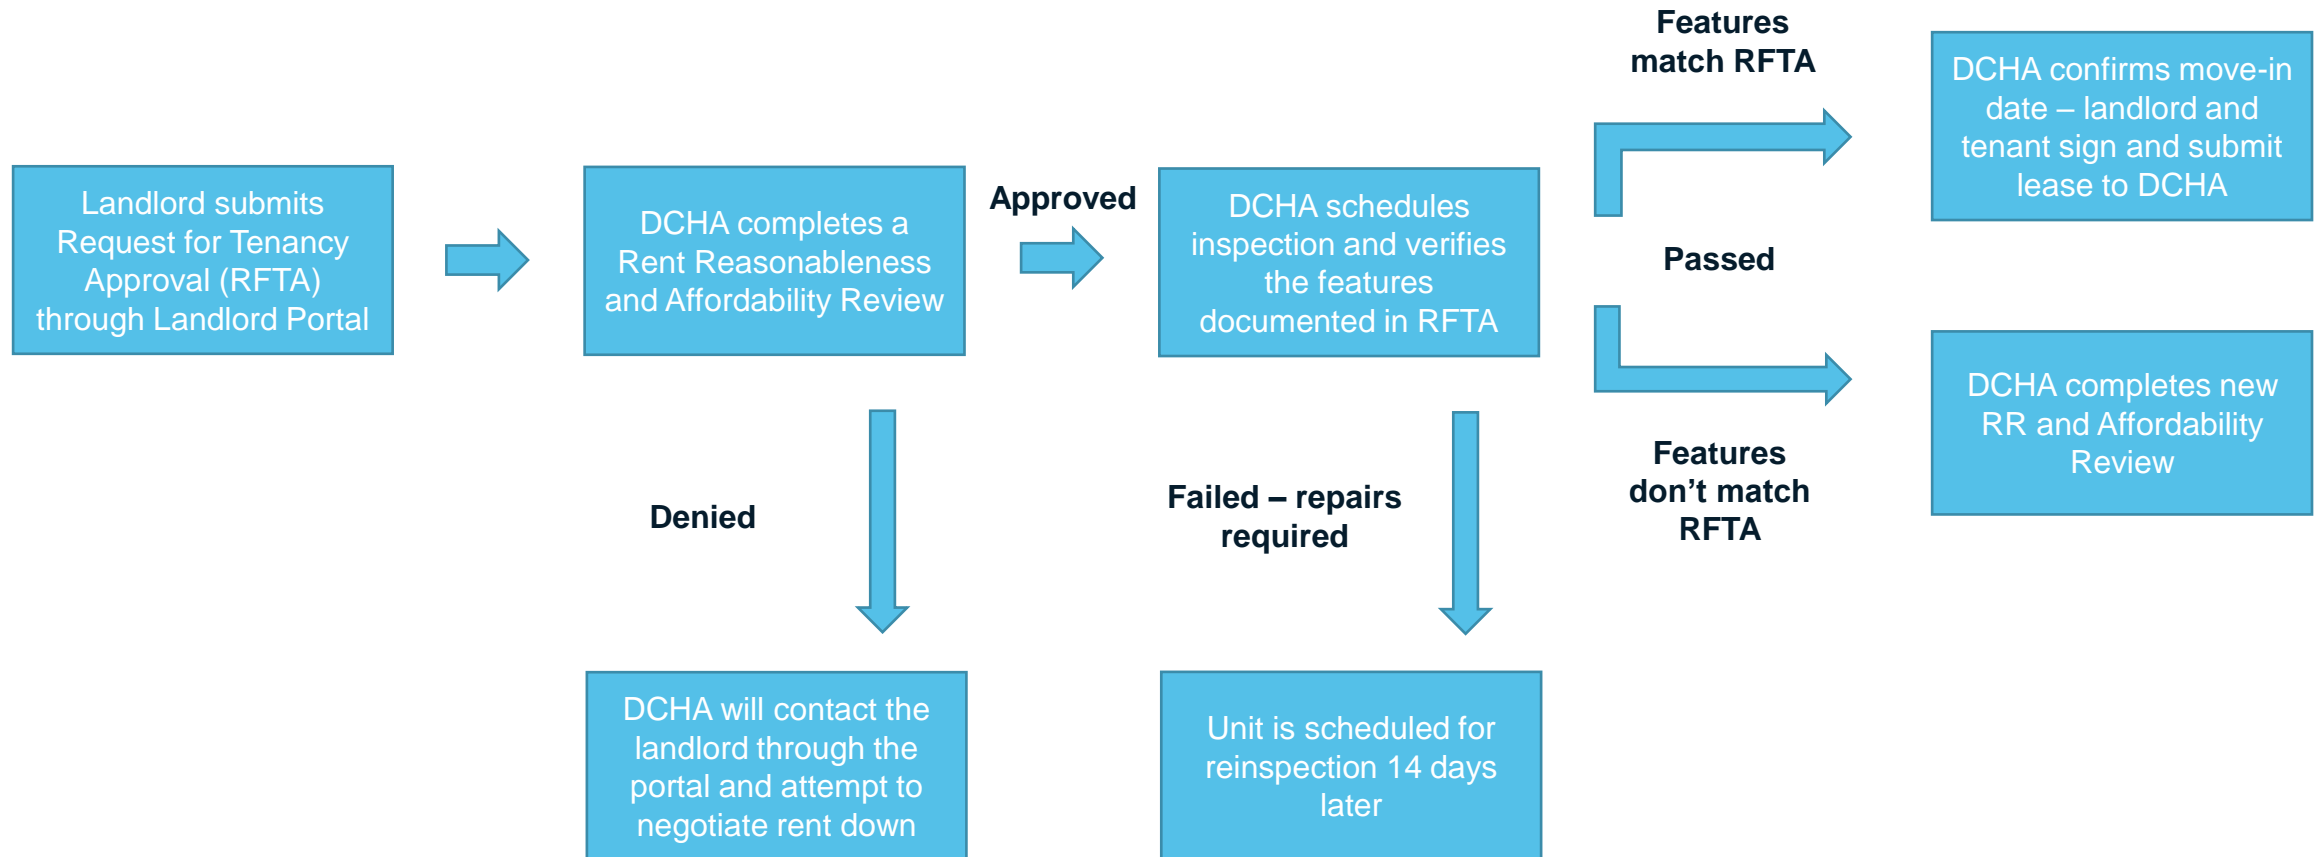 Landlord submits
Request for Tenancy
Approval (RFTA)
through Landlord Portal
DCHA completes a
Rent Reasonableness
and Affordability Review
Approved
DCHA schedules
inspection and verifies
the features
documented in RFTA
Features
match RFTA
DCHA confirms move-in
date – landlord and
tenant sign and submit
lease to DCHA
Passed
Features
don’t match
RFTA
DCHA completes new
RR and Affordability
Review
Denied
DCHA will contact the
landlord through the
portal and attempt to
negotiate rent down
Failed – repairs
required
Unit is scheduled for
reinspection 14 days
later